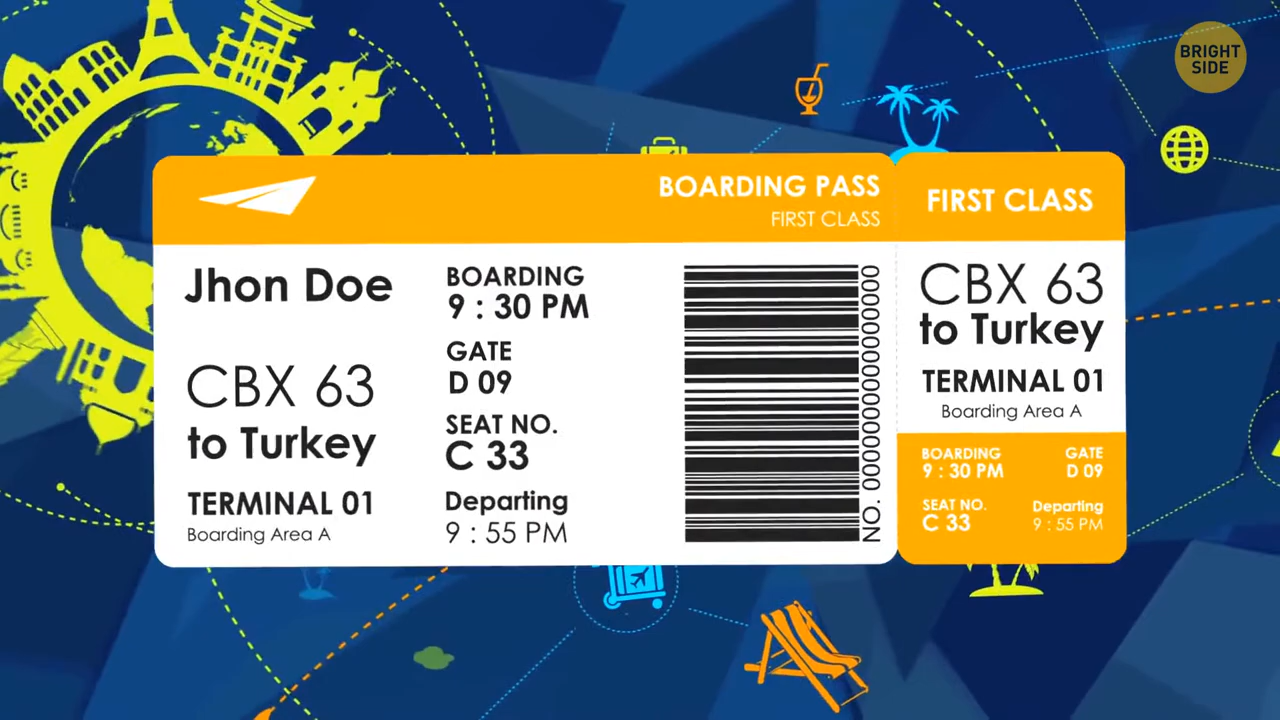 BRIGHT
SIDE
BOARDING PASS
FIRST CLASS
Jhon Doe
CBX 63
to Turkey
TERMINAL 01
Boarding Area A
BOARDING
9 : 30 PM
GATE
D 09
SEAT NO.
C 33
Departing
9 : 55 PM
NO. 0000000000000000000
FIRST CLASS
CBX 63
to Turkey
TERMINAL 01
Boarding Area A
BOARDING
9 : 30 PM
GATE
D 09
SEAT NO.
C 33
Departing
9 : 55 PM